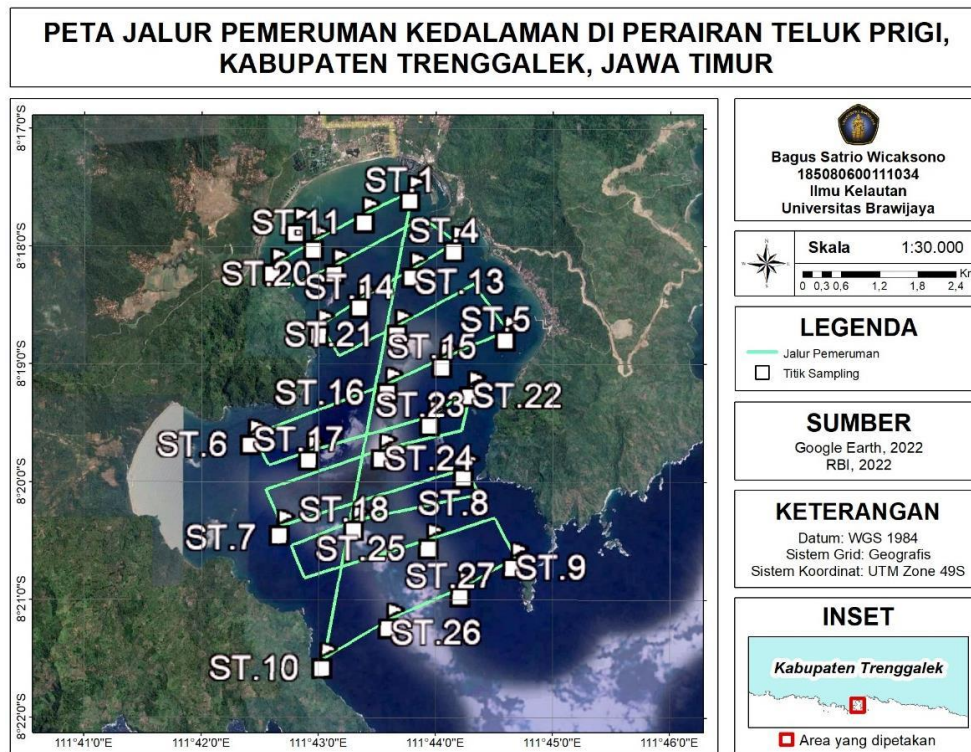 PETA JALUR PEMERUMAN KEDALAMAN DI PERAIRAN TELUK PRIGI,
KABUPATEN TRENGGALEK, JAWA TIMUR
8°17'0"S
8°18'0"S
8°19'0"S
8°20'0"S
8°21'0"S
8°22'0"S
ST.1
ST.11
ST.4
ST.20
ST.13
ST.14
ST.21
ST.5
ST.15
ST.16
ST.22
ST.23
ST.6
ST.17
ST.24
ST.18
ST.8
ST.7
ST.25
ST.9
ST.27
ST.26
ST.10
111°41'0"E
111°42'0"E
111°43'0"E
111°44'0"E
111°45'0"E
111°46'0"E
Bagus Satrio Wicaksono
185080600111034
Ilmu Kelautan
Universitas Brawijaya
N
Skala 1:30.000
Km
0 0,3 0,6 1,2 1,8 2,4
LEGENDA
Jalur Pemeruman
Titik Sampling
SUMBER
Google Earth, 2022
RBI, 2022
KETERANGAN
Datum: WGS 1984
Sistem Grid: Geografis
Sistem Koordinat: UTM Zone 49S
INSET
Kabupaten Trenggalek
Area yang dipetakan